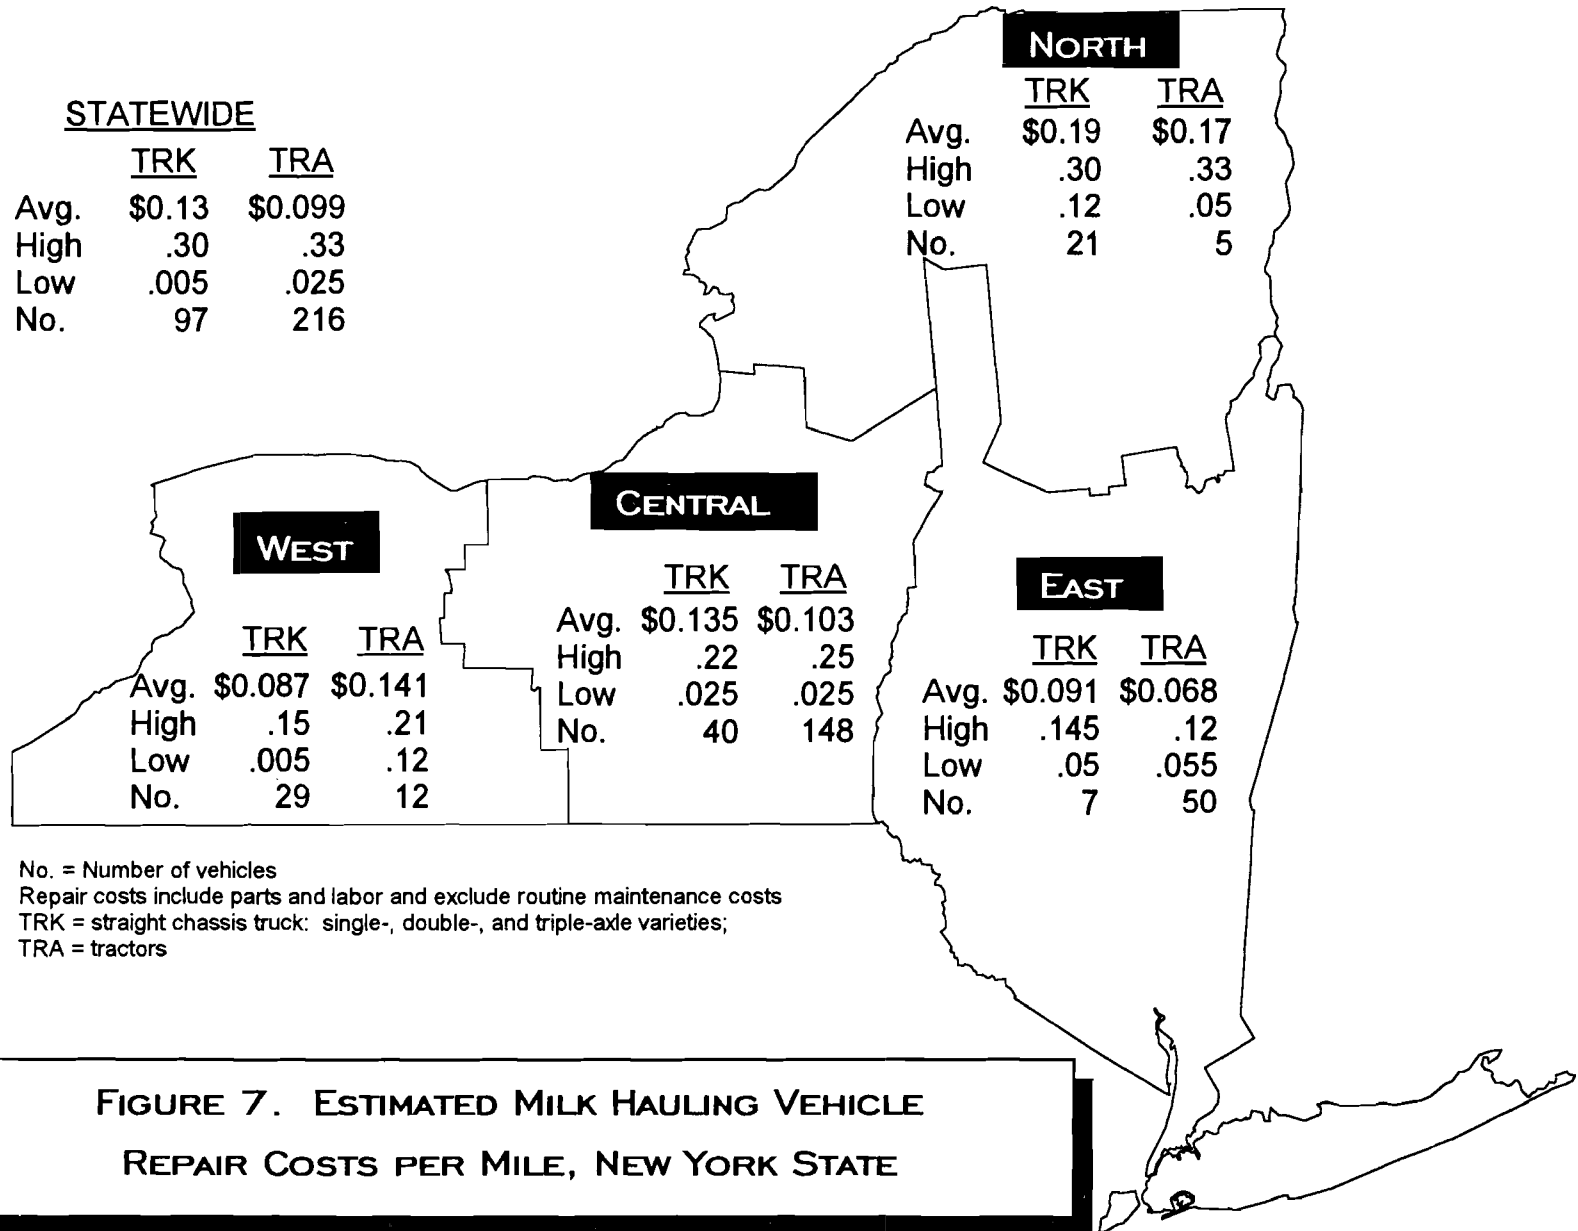 STATEWIDE
TRK TRA
Avg. $0.13 $0.099
High .30 .33
Low .005 .025
No. 97 216
NORTH
TRK TRA
Avg. $0.19 $0.17
High .30 .33
Low .12 .05
No. 21 5
WEST
TRK TRA
Avg. $0.087 $0.141
High .15 .21
Low .005 .12
No. 29 12
CENTRAL
TRK TRA
Avg. $0.135 $0.103
High .22 .25
Low .025 .025
No. 40 148
EAST
TRK TRA
Avg. $0.091 $0.068
High .145 .12
Low .05 .055
No. 7 50
No. = Number of vehicles
Repair costs include parts and labor and exclude routine maintenance costs
TRK = straight chassis truck: single-, double-, and triple-axle varieties;
TRA = tractors
FIGURE 7. ESTIMATED MILK HAULING VEHICLE
REPAIR COSTS PER MILE, NEW YORK STATE